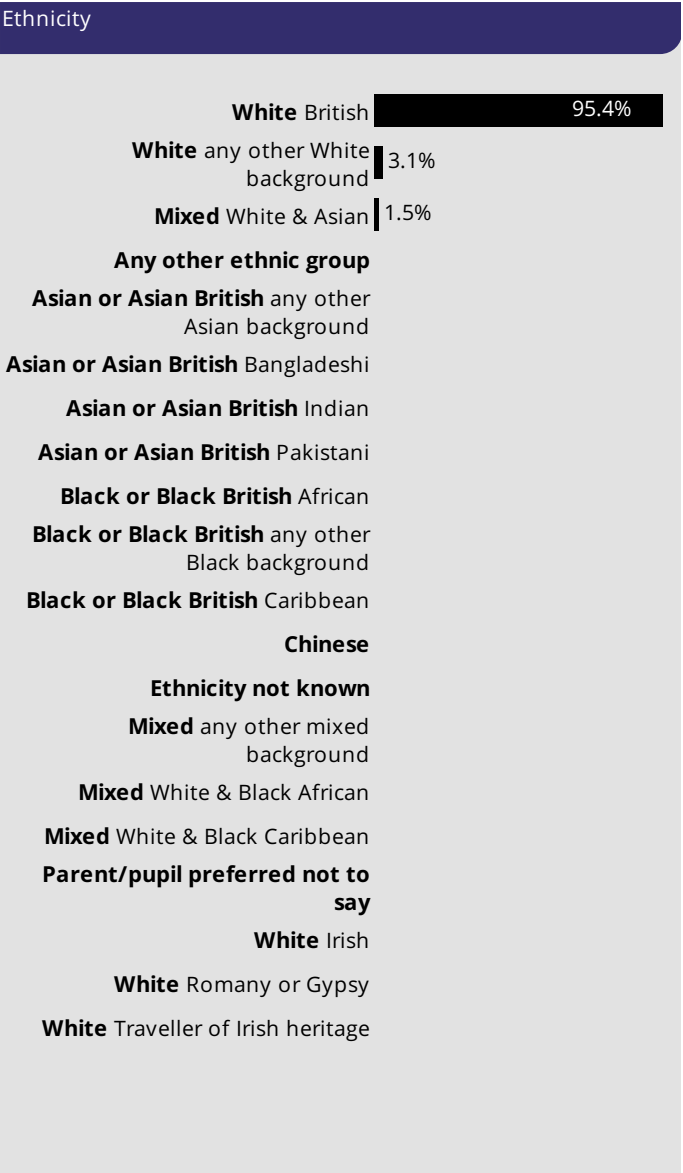 Ethnicity
White British 95.4%
White any other White
background 3.1%
Mixed White & Asian 1.5%
Any other ethnic group
Asian or Asian British any other
Asian background
Asian or Asian British Bangladeshi
Asian or Asian British Indian
Asian or Asian British Pakistani
Black or Black British African
Black or Black British any other
Black background
Black or Black British Caribbean
Chinese
Ethnicity not known
Mixed any other mixed
background
Mixed White & Black African
Mixed White & Black Caribbean
Parent/pupil preferred not to
say
White Irish
White Romany or Gypsy
White Traveller of Irish heritage